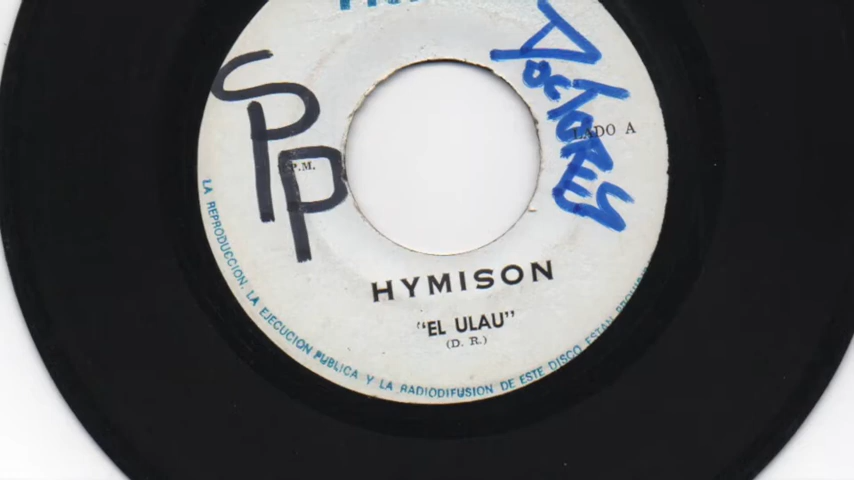 SPP
DOCTORES
LADO A
P.M.
HYMISON
"EL ULAU"
(D. R.)
LA REPRODUCCION, LA EJECUCION PUBLICA Y LA RADIODIFUSION DE ESTE DISCO ESTAN